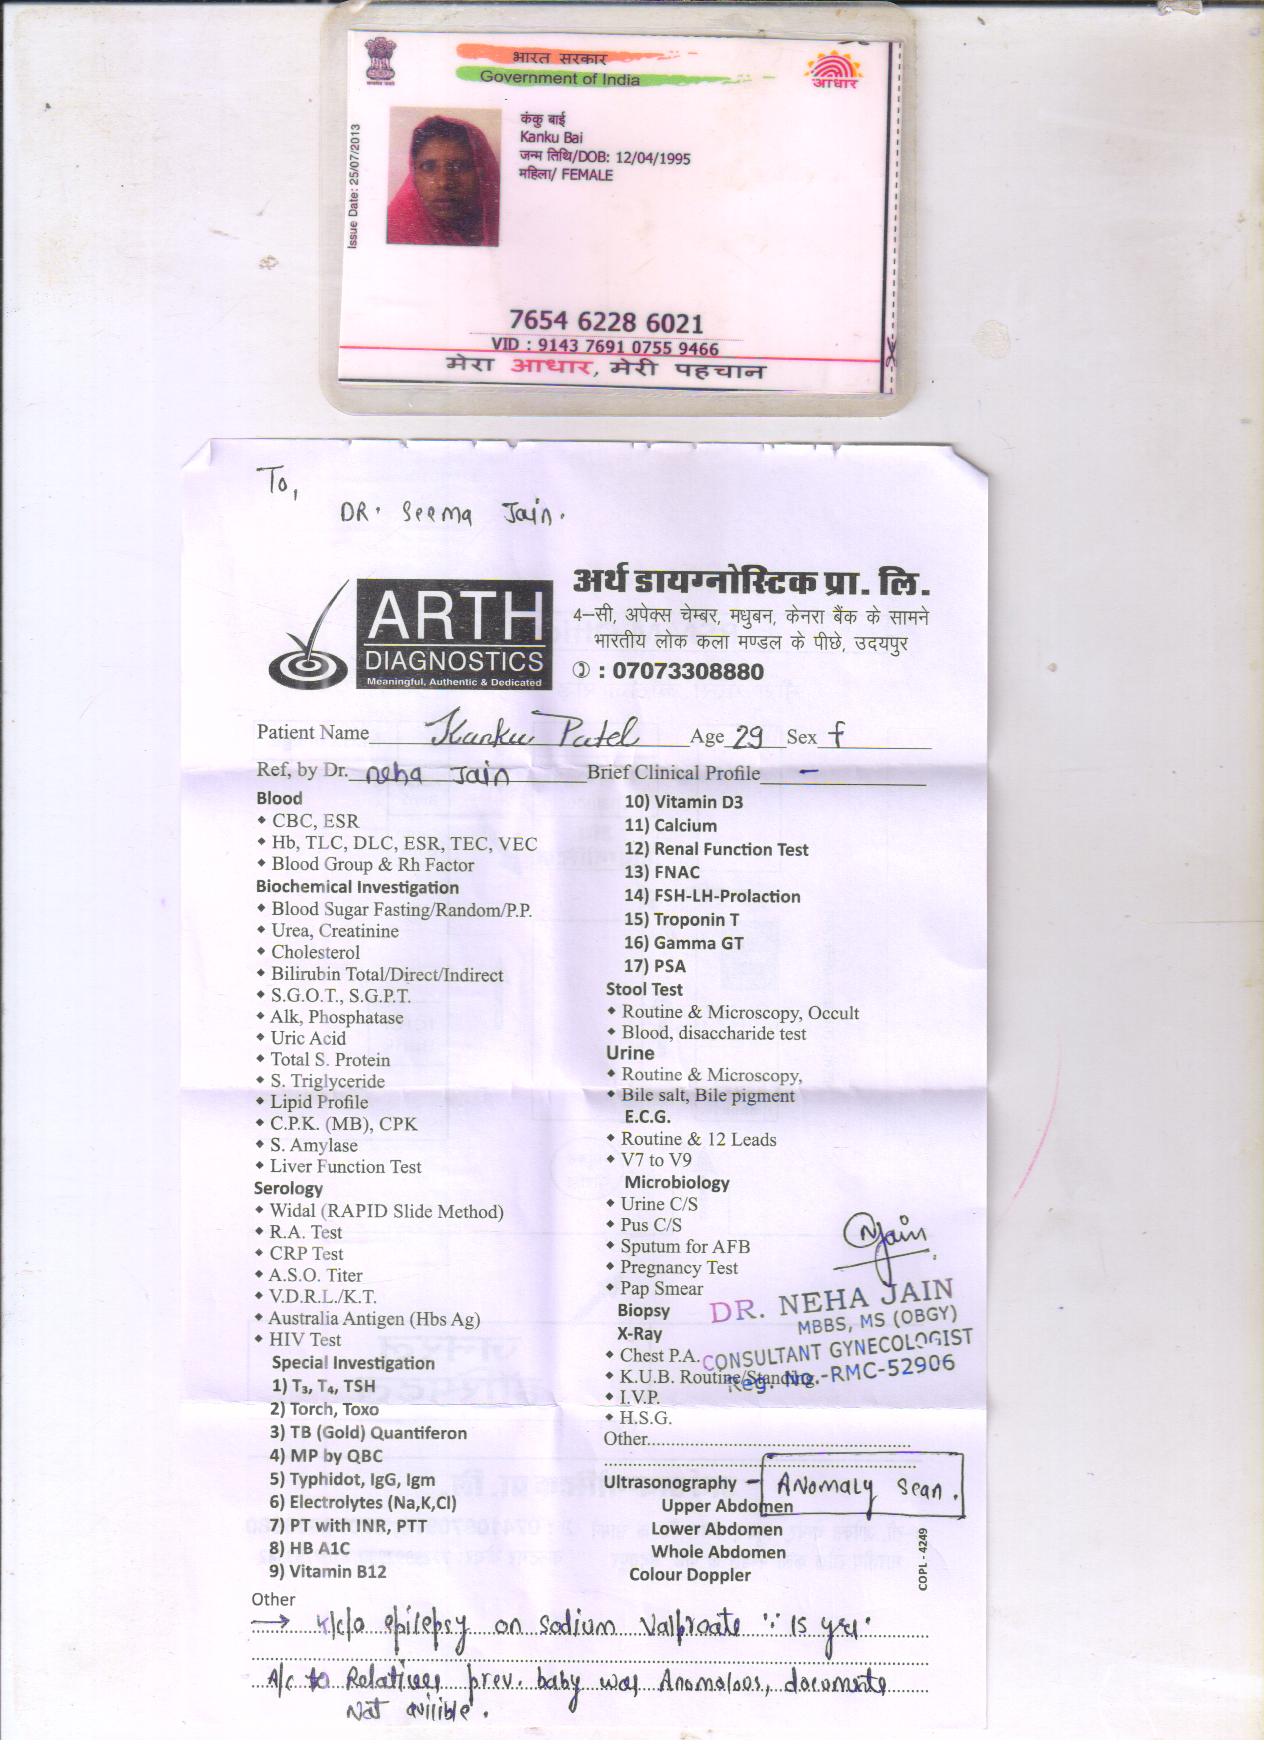 भारत सरकार
Government of India
आधार
Issue Date: 25/07/2013
कंकु बाई
Kanku Bai
जन्म तिथि/DOB: 12/04/1995
महिला/ FEMALE
7654 6228 6021
VID : 9143 7691 0755 9466
मेरा आधार, मेरी पहचान
To,
DR. Seema Jain.
ARTH
DIAGNOSTICS
Meaningful, Authentic & Dedicated
अर्थ डायग्नोस्टिक प्रा. लि.
4–सी, अपेक्स चेम्बर, मधुबन, केनरा बैंक के सामने
भारतीय लोक कला मण्डल के पीछे, उदयपुर
: 07073308880
Patient Name Kanku Patel Age 29 Sex f
Ref, by Dr. neha Jain Brief Clinical Profile –
Blood
• CBC, ESR
• Hb, TLC, DLC, ESR, TEC, VEC
• Blood Group & Rh Factor
Biochemical Investigation
• Blood Sugar Fasting/Random/P.P.
• Urea, Creatinine
• Cholesterol
• Bilirubin Total/Direct/Indirect
• S.G.O.T., S.G.P.T.
• Alk, Phosphatase
• Uric Acid
• Total S. Protein
• S. Triglyceride
• Lipid Profile
• C.P.K. (MB), CPK
• S. Amylase
• Liver Function Test
Serology
• Widal (RAPID Slide Method)
• R.A. Test
• CRP Test
• A.S.O. Titer
• V.D.R.L./K.T.
• Australia Antigen (Hbs Ag)
• HIV Test
Special Investigation
1) T3, T4, TSH
2) Torch, Toxo
3) TB (Gold) Quantiferon
4) MP by QBC
5) Typhidot, IgG, Igm
6) Electrolytes (Na,K,Cl)
7) PT with INR, PTT
8) HB A1C
9) Vitamin B12
10) Vitamin D3
11) Calcium
12) Renal Function Test
13) FNAC
14) FSH-LH-Prolaction
15) Troponin T
16) Gamma GT
17) PSA
Stool Test
• Routine & Microscopy, Occult
• Blood, disaccharide test
Urine
• Routine & Microscopy,
• Bile salt, Bile pigment
E.C.G.
• Routine & 12 Leads
• V7 to V9
Microbiology
• Urine C/S
• Pus C/S
• Sputum for AFB
• Pregnancy Test
• Pap Smear
Biopsy
X-Ray
• Chest P.A.
• K.U.B. Routine/Standing
• I.V.P.
• H.S.G.
Other
NJain
DR. NEHA JAIN
MBBS, MS (OBGY)
CONSULTANT GYNECOLOGIST
Reg. No.-RMC-52906
Ultrasonography – Anomaly Scan.
Upper Abdomen
Lower Abdomen
Whole Abdomen
Colour Doppler
COPL - 4249
Other
→ K/c/o epilepsy on sodium Valproate ∵ 15 yrs.
A/c to Relatives prev. baby was Anomalous, documents
Not avilible.